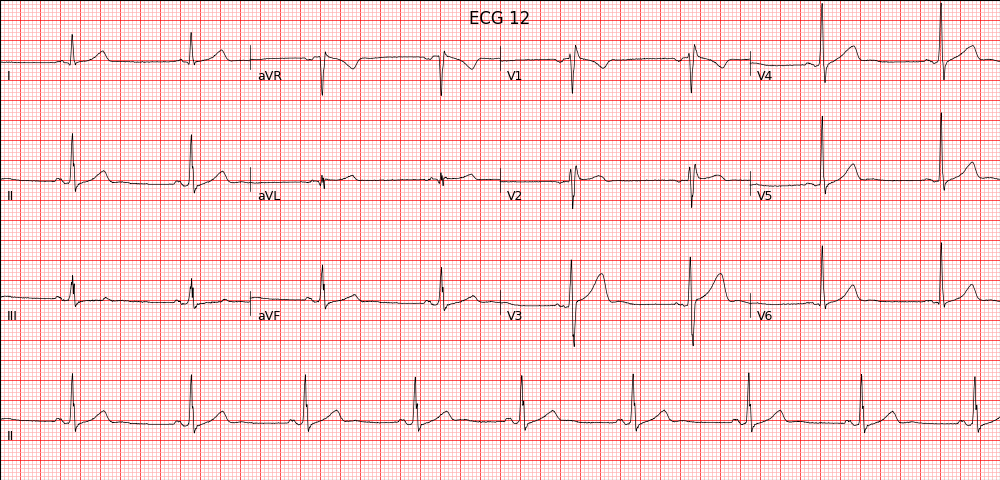 ECG 12
I aVR V1 V4
II aVL V2 V5
III aVF V3 V6
II